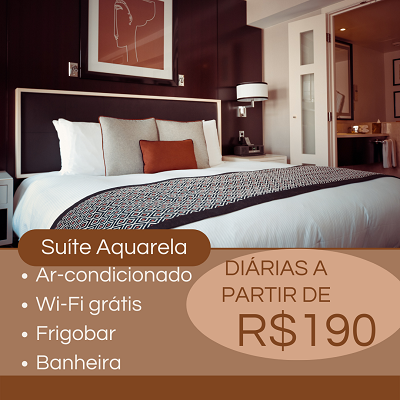 Suíte Aquarela
• Ar-condicionado
• Wi-Fi grátis
• Frigobar
• Banheira
DIÁRIAS A
PARTIR DE
R$190